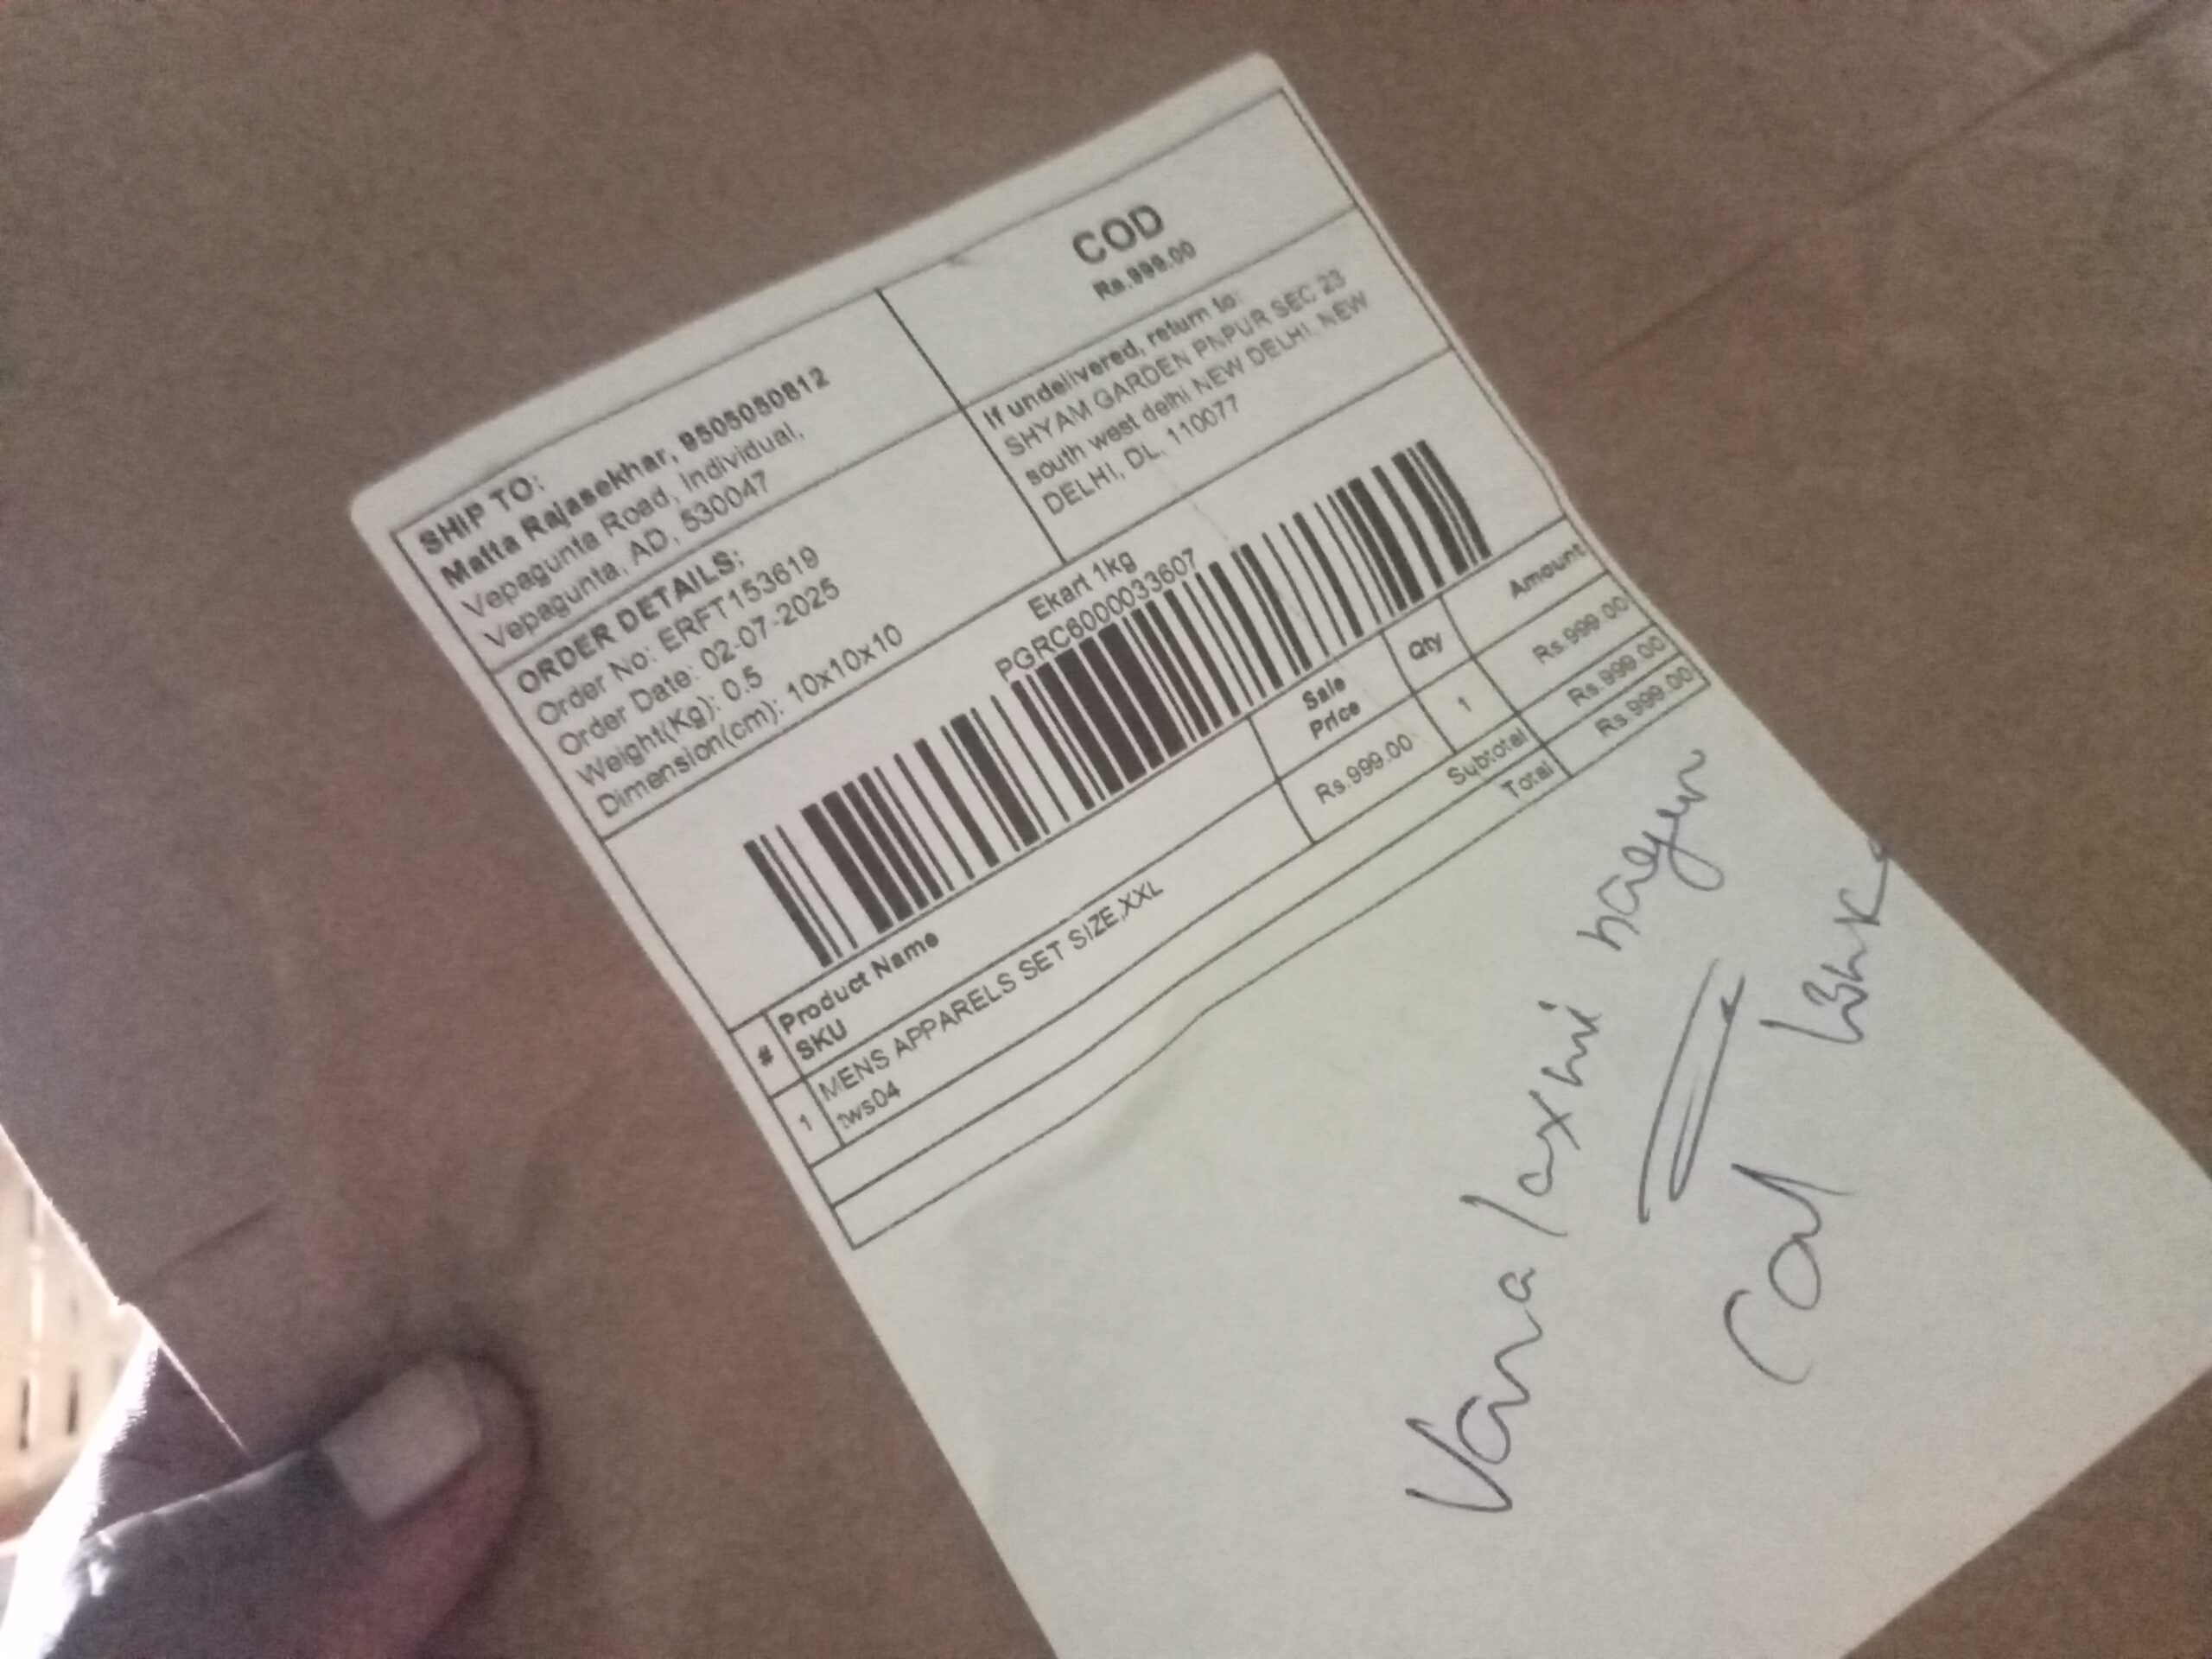 COD
Rs.999.00
SHIP TO:
Matta Rajasekhar, 9505050812
Vepagunta Road, Individual,
Vepagunta, AD, 530047
If undelivered, return to:
SHYAM GARDEN PNPUR SEC 23
south west delhi NEW DELHI, NEW
DELHI, DL, 110077
ORDER DETAILS:
Order No: ERFT153619
Order Date: 02-07-2025
Weight(Kg): 0.5
Dimension(cm): 10x10x10
Ekart 1kg
PGRC6000033607
# Product Name SKU Sale Price Qty Amount
1 MENS APPARELS SET SIZE,XXL Rs.999.00 1 Rs.999.00
tws04
Subtotal Rs.999.00
Total Rs.999.00
Vara laxmi